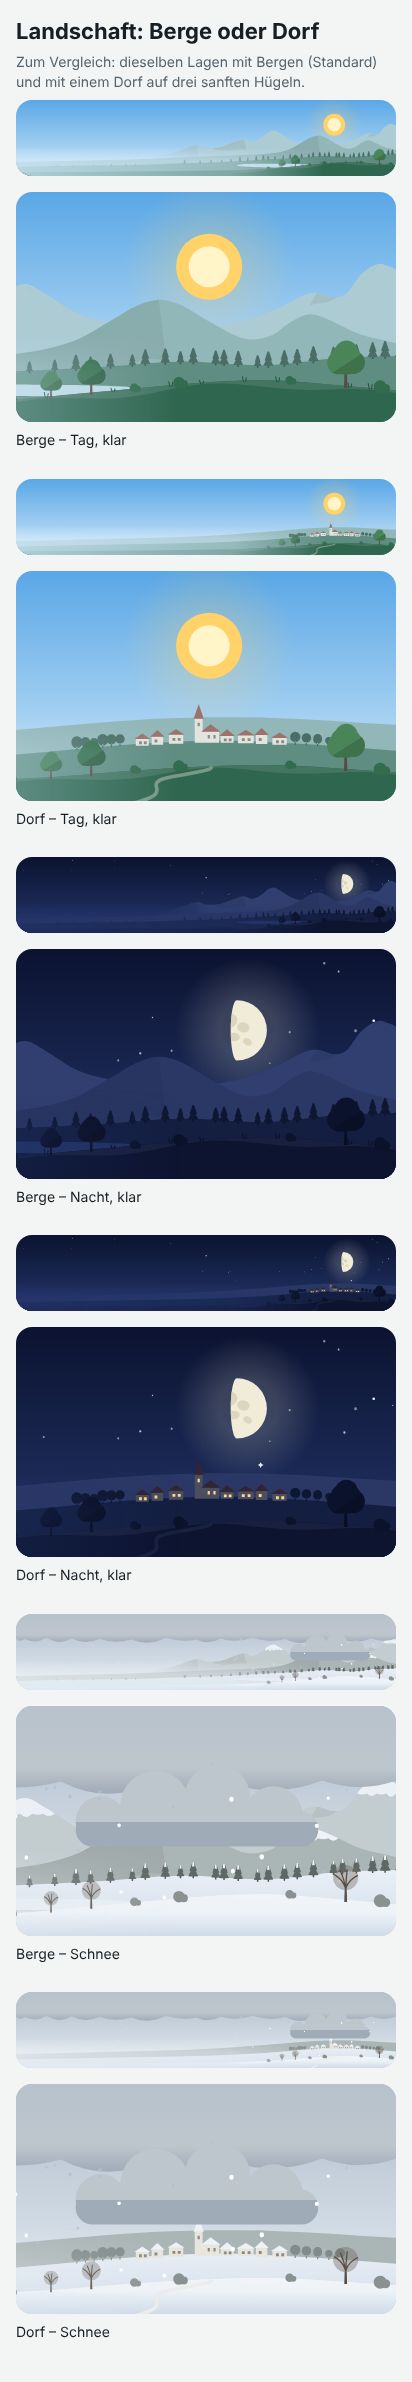 Landschaft: Berge oder Dorf
Zum Vergleich: dieselben Lagen mit Bergen (Standard)
und mit einem Dorf auf drei sanften Hügeln.
Berge – Tag, klar
Dorf – Tag, klar
Berge – Nacht, klar
Dorf – Nacht, klar
Berge – Schnee
Dorf – Schnee